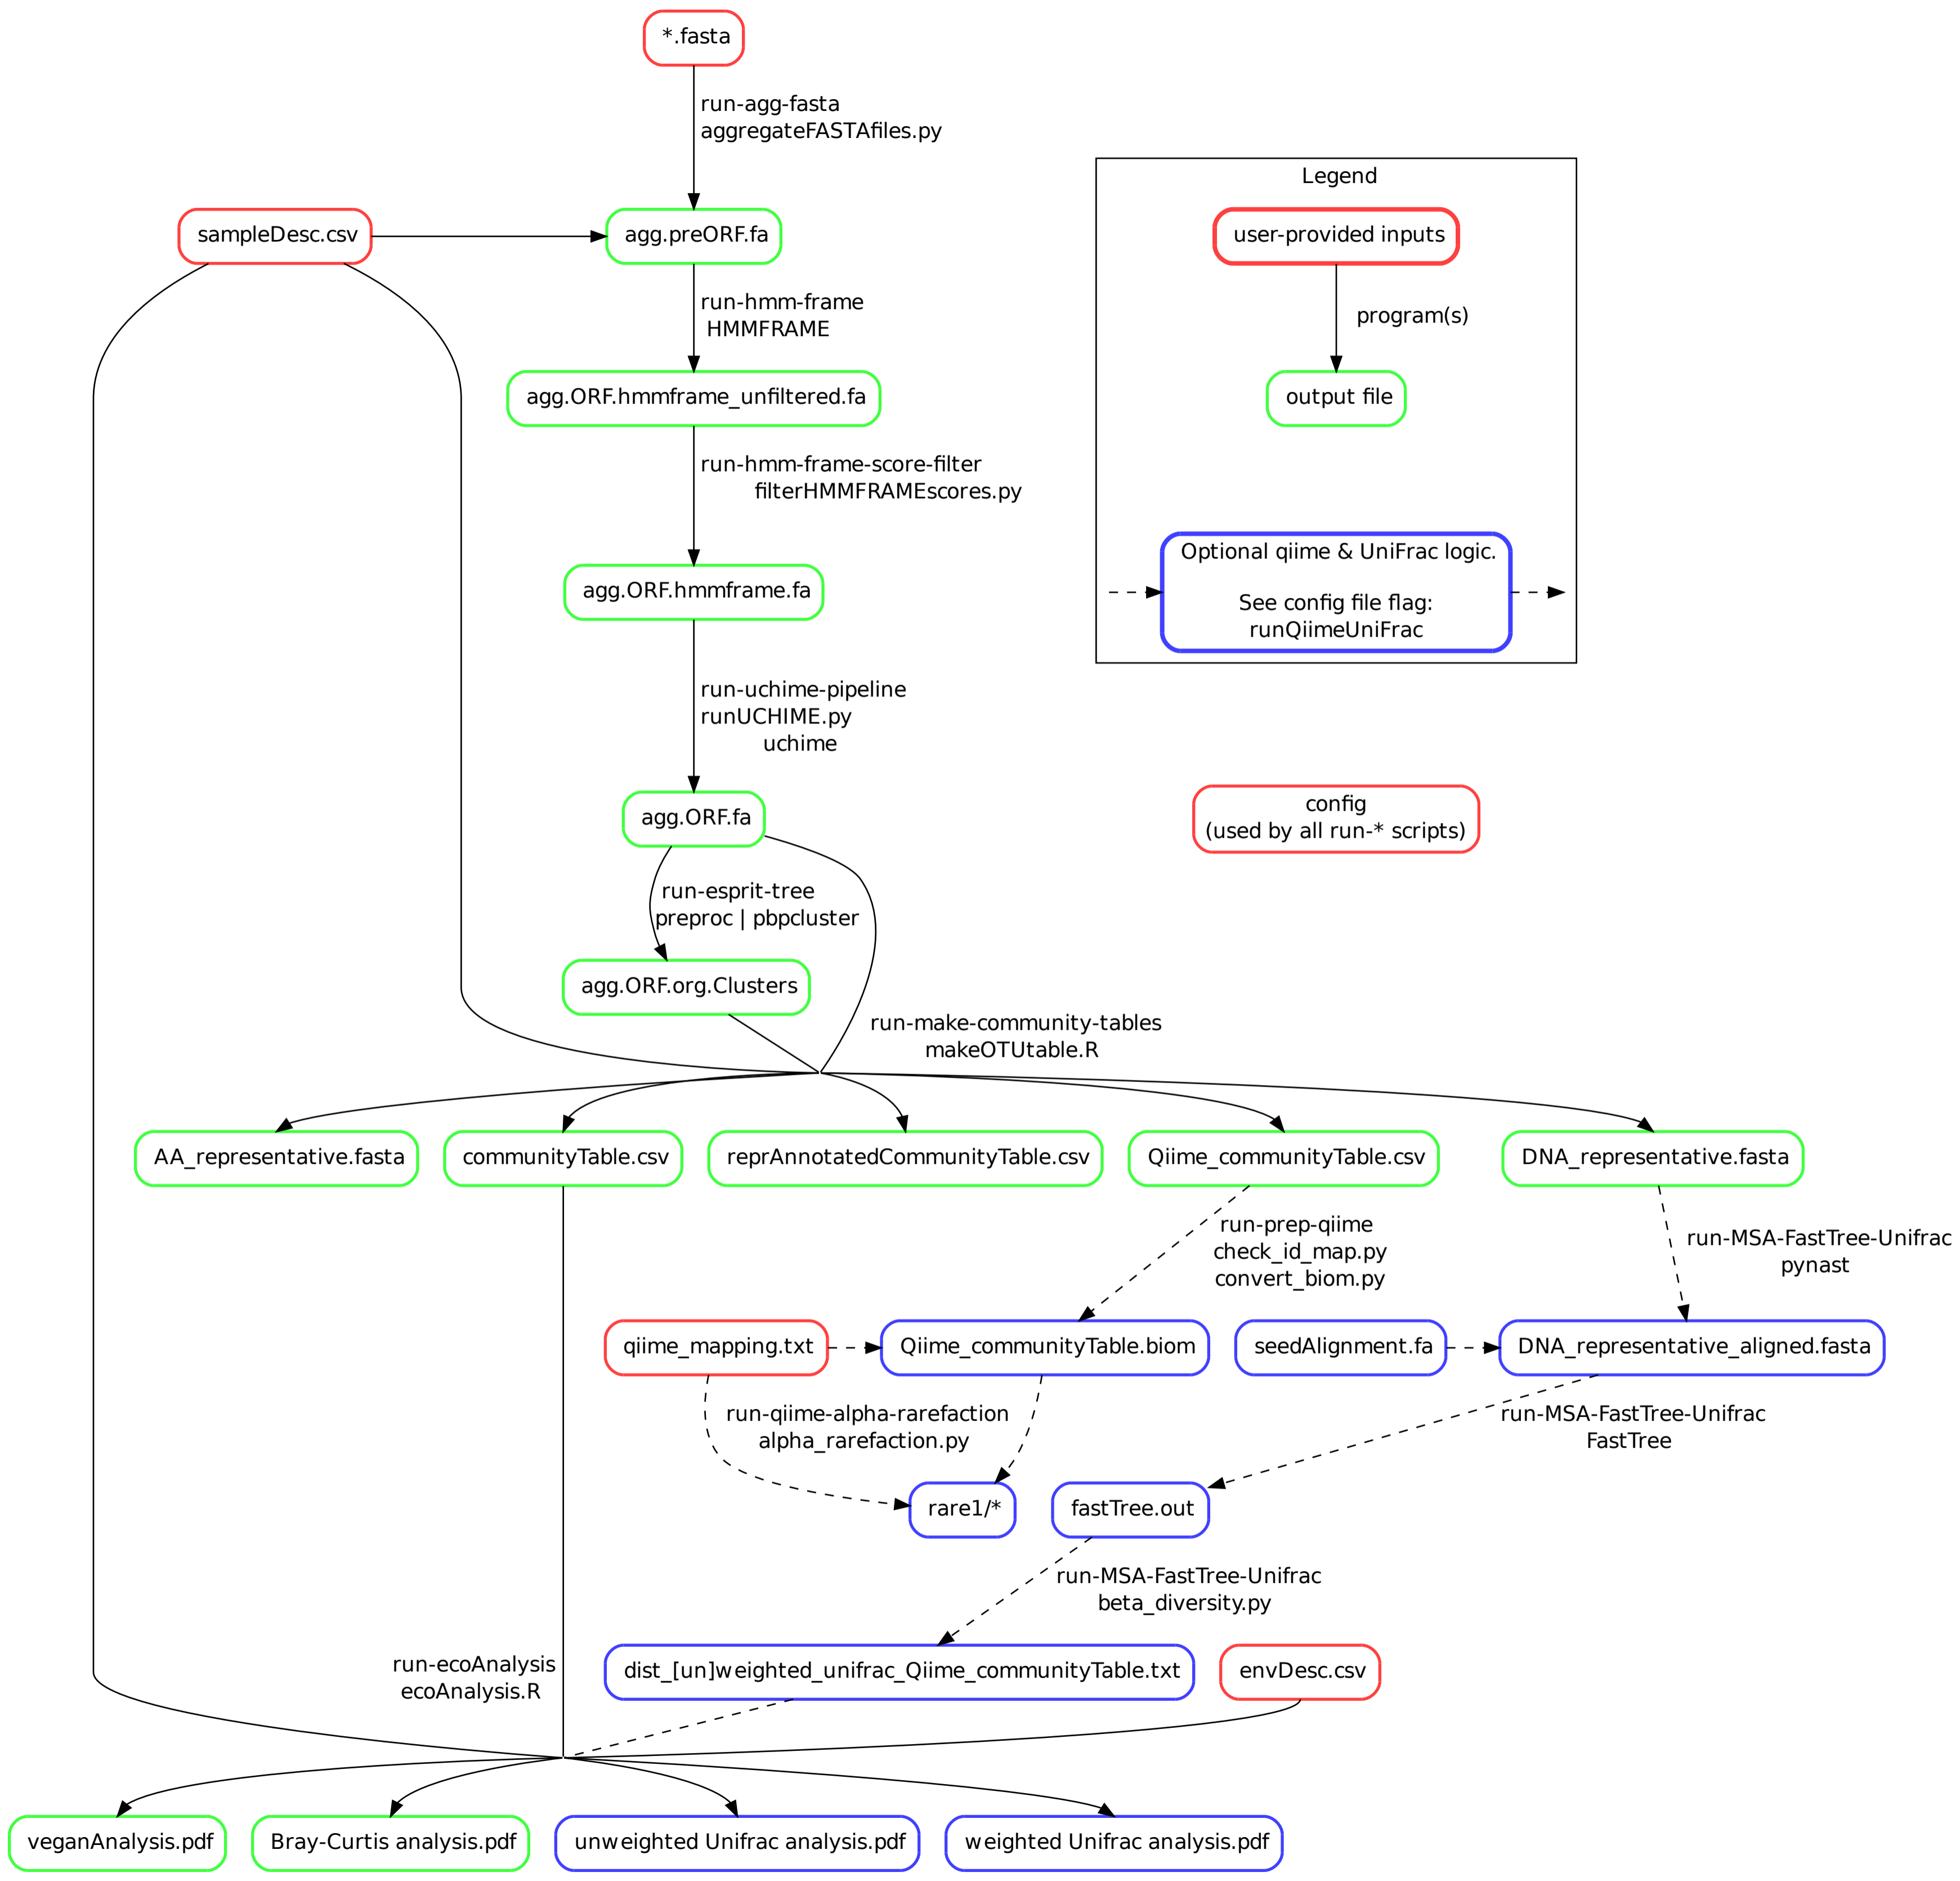 *.fasta
run-agg-fasta
aggregateFASTAfiles.py
Legend
sampleDesc.csv
agg.preORF.fa
user-provided inputs
run-hmm-frame
HMMFRAME
program(s)
agg.ORF.hmmframe_unfiltered.fa
output file
run-hmm-frame-score-filter
filterHMMFRAMEscores.py
Optional qiime & UniFrac logic.
See config file flag:
runQiimeUniFrac
agg.ORF.hmmframe.fa
run-uchime-pipeline
runUCHIME.py
uchime
config
(used by all run-* scripts)
agg.ORF.fa
run-esprit-tree
preproc | pbpcluster
agg.ORF.org.Clusters
run-make-community-tables
makeOTUtable.R
AA_representative.fasta
communityTable.csv
reprAnnotatedCommunityTable.csv
Qiime_communityTable.csv
DNA_representative.fasta
run-prep-qiime
check_id_map.py
convert_biom.py
run-MSA-FastTree-Unifrac
pynast
qiime_mapping.txt
Qiime_communityTable.biom
seedAlignment.fa
DNA_representative_aligned.fasta
run-qiime-alpha-rarefaction
alpha_rarefaction.py
run-MSA-FastTree-Unifrac
FastTree
rare1/*
fastTree.out
run-MSA-FastTree-Unifrac
beta_diversity.py
run-ecoAnalysis
ecoAnalysis.R
dist_[un]weighted_unifrac_Qiime_communityTable.txt
envDesc.csv
veganAnalysis.pdf
Bray-Curtis analysis.pdf
unweighted Unifrac analysis.pdf
weighted Unifrac analysis.pdf